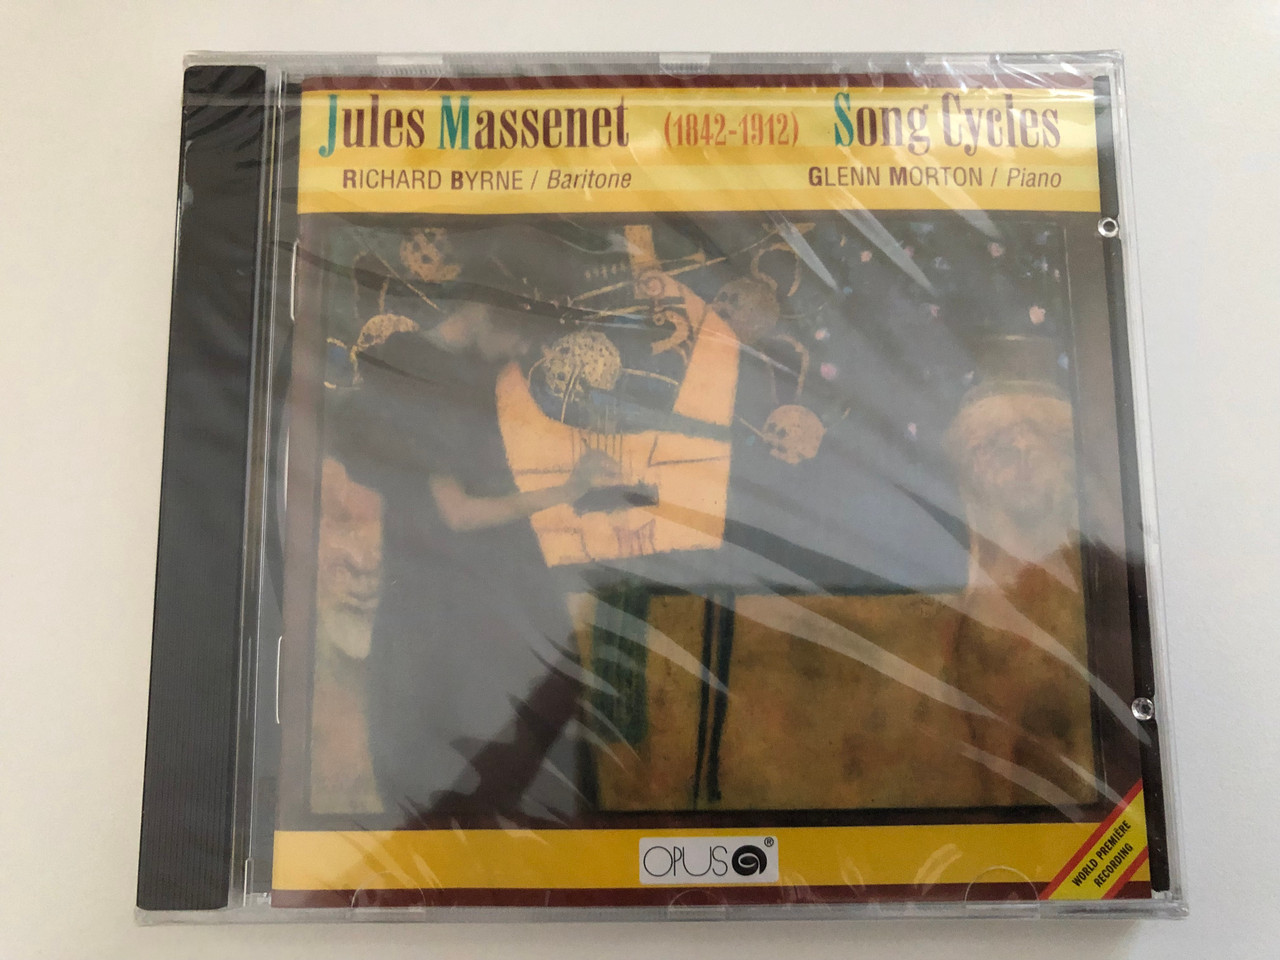 Jules Massenet (1842-1912) Song Cycles
RICHARD BYRNE / Baritone GLENN MORTON / Piano
OPUS ®
WORLD PREMIÈRE
RECORDING